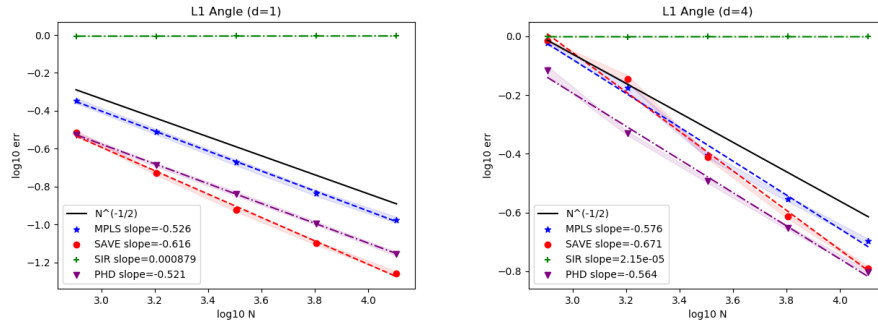 L1 Angle (d=1)
0.0
−0.2
−0.4
−0.6
−0.8
−1.0
−1.2
log10 err
N^(-1/2)
MPLS slope=-0.526
SAVE slope=-0.616
SIR slope=0.000879
PHD slope=-0.521
3.0
3.2
3.4
3.6
3.8
4.0
log10 N
L1 Angle (d=4)
0.0
−0.2
−0.4
−0.6
−0.8
log10 err
N^(-1/2)
MPLS slope=-0.576
SAVE slope=-0.671
SIR slope=2.15e-05
PHD slope=-0.564
3.0
3.2
3.4
3.6
3.8
4.0
log10 N